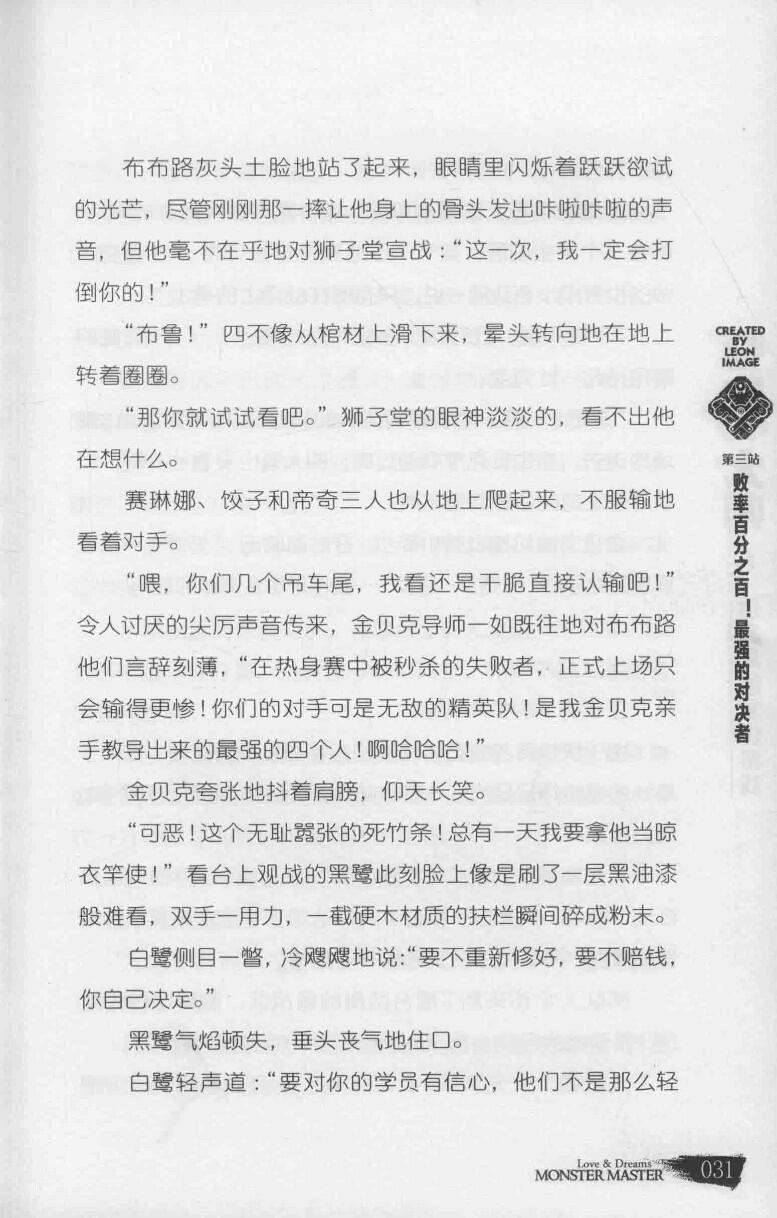 布布路灰头土脸地站了起来，眼睛里闪烁着跃跃欲试
的光芒，尽管刚刚那一摔让他身上的骨头发出咔啦咔啦的声
音，但他毫不在乎地对狮子堂宣战：“这一次，我一定会打
倒你的！”
“布鲁！”四不像从棺材上滑下来，晕头转向地在地上
转着圈圈。
“那你就试试看吧。”狮子堂的眼神淡淡的，看不出他
在想什么。
赛琳娜、饺子和帝奇三人也从地上爬起来，不服输地
看着对手。
“喂，你们几个吊车尾，我看还是干脆直接认输吧！”
令人讨厌的尖厉声音传来，金贝克导师一如既往地对布布路
他们言辞刻薄，“在热身赛中被秒杀的失败者，正式上场只
会输得更惨！你们的对手可是无敌的精英队！是我金贝克亲
手教导出来的最强的四个人！啊哈哈哈！”
金贝克夸张地抖着肩膀，仰天长笑。
“可恶！这个无耻嚣张的死竹条！总有一天我要拿他当晾
衣竿使！”看台上观战的黑鹭此刻脸上像是刷了一层黑油漆
般难看，双手一用力，一截硬木材质的扶栏瞬间碎成粉末。
白鹭侧目一瞥，冷飕飕地说：“要不重新修好，要不赔钱，
你自己决定。”
黑鹭气焰顿失，垂头丧气地住口。
白鹭轻声道：“要对你的学员有信心，他们不是那么轻
CREATED
BY
LEON
IMAGE
第三站
败率百分之百！最强的对决者
Love & Dreams
MONSTER MASTER
031